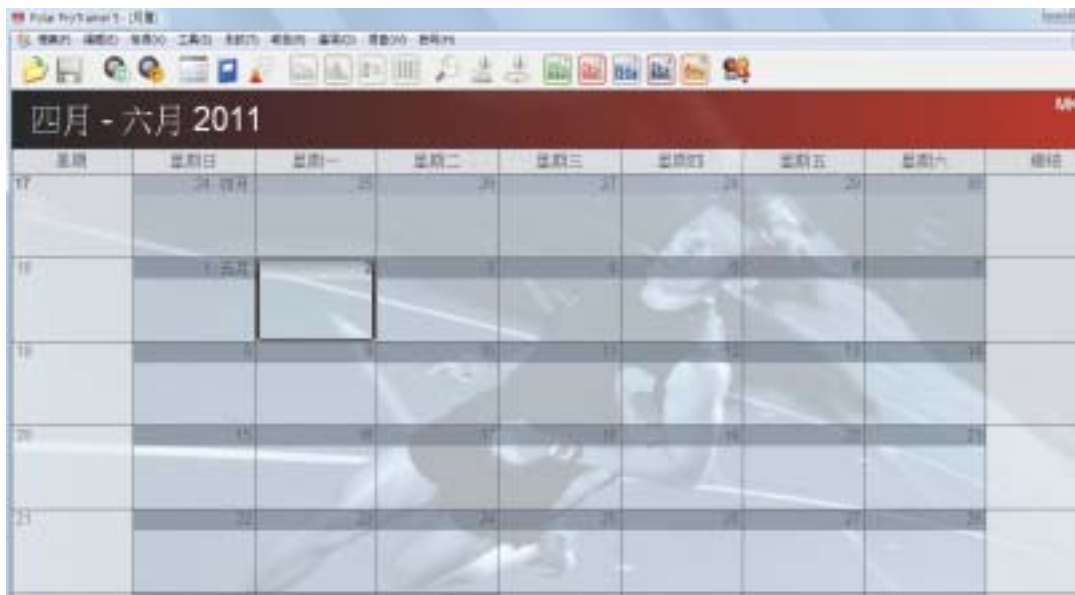 Polar ProTrainer 5 - [月曆]
四月 - 六月 2011
星期 星期日 星期一 星期二 星期三 星期四 星期五 星期六 總結
17 24 四月 25 26 27 28 29 30
1 五月 2 3 4 5 6 7
19 8 9 10 11 12 13 14
20 15 16 17 18 19 20 21
21 22 23 24 25 26 27 28